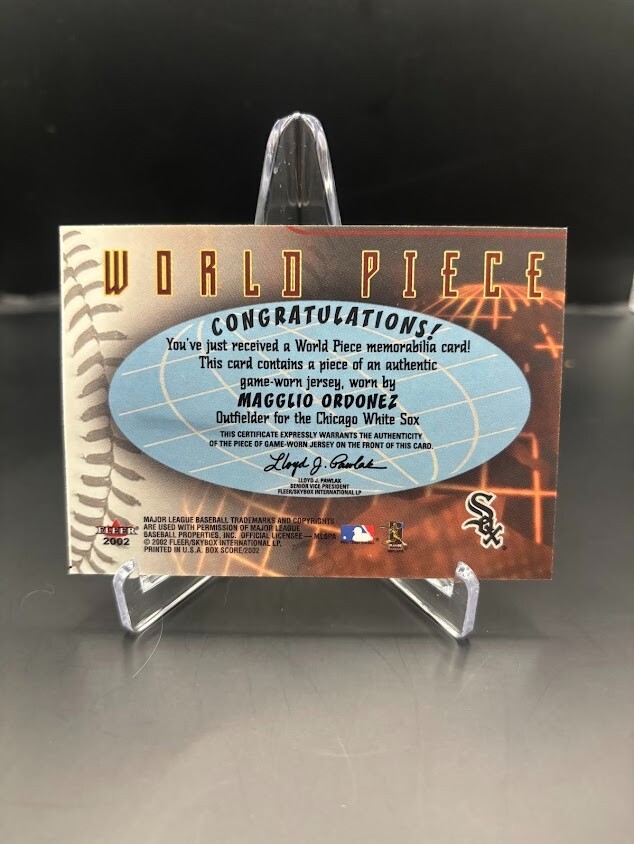 WORLD PIECE
CONGRATULATIONS!
You've just received a World Piece memorabilia card!
This card contains a piece of an authentic
game-worn jersey, worn by
MAGGLIO ORDONEZ
Outfielder for the Chicago White Sox
THIS CERTIFICATE EXPRESSLY WARRANTS THE AUTHENTICITY
OF THE PIECE OF GAME-WORN JERSEY ON THE FRONT OF THIS CARD.
Lloyd J. Pawlak
LLOYD J. PAWLAK
SENIOR VICE PRESIDENT
FLEER/SKYBOX INTERNATIONAL LP
FLEER
2002
MAJOR LEAGUE BASEBALL TRADEMARKS AND COPYRIGHTS
ARE USED WITH PERMISSION OF MAJOR LEAGUE
BASEBALL PROPERTIES, INC. OFFICIAL LICENSEE — MLBPA
© 2002 FLEER/SKYBOX INTERNATIONAL LP.
PRINTED IN U.S.A. BOX SCORE/2002
Sox